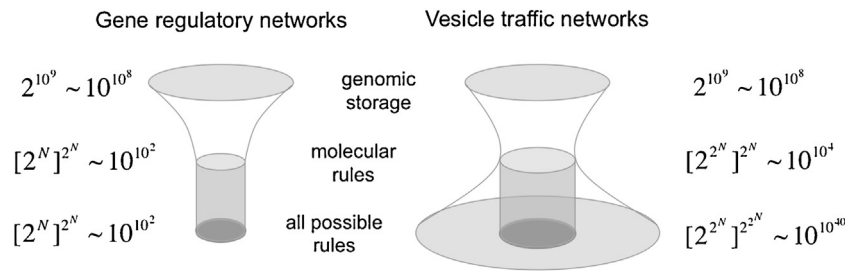 Gene regulatory networks Vesicle traffic networks
2^{10^9} ~ 10^{10^8} genomic storage 2^{10^9} ~ 10^{10^8}
[2^N]^{2^N} ~ 10^{10^2} molecular rules [2^{2^N}]^{2^N} ~ 10^{10^4}
[2^N]^{2^N} ~ 10^{10^2} all possible rules [2^{2^N}]^{2^{2^N}} ~ 10^{10^{40}}